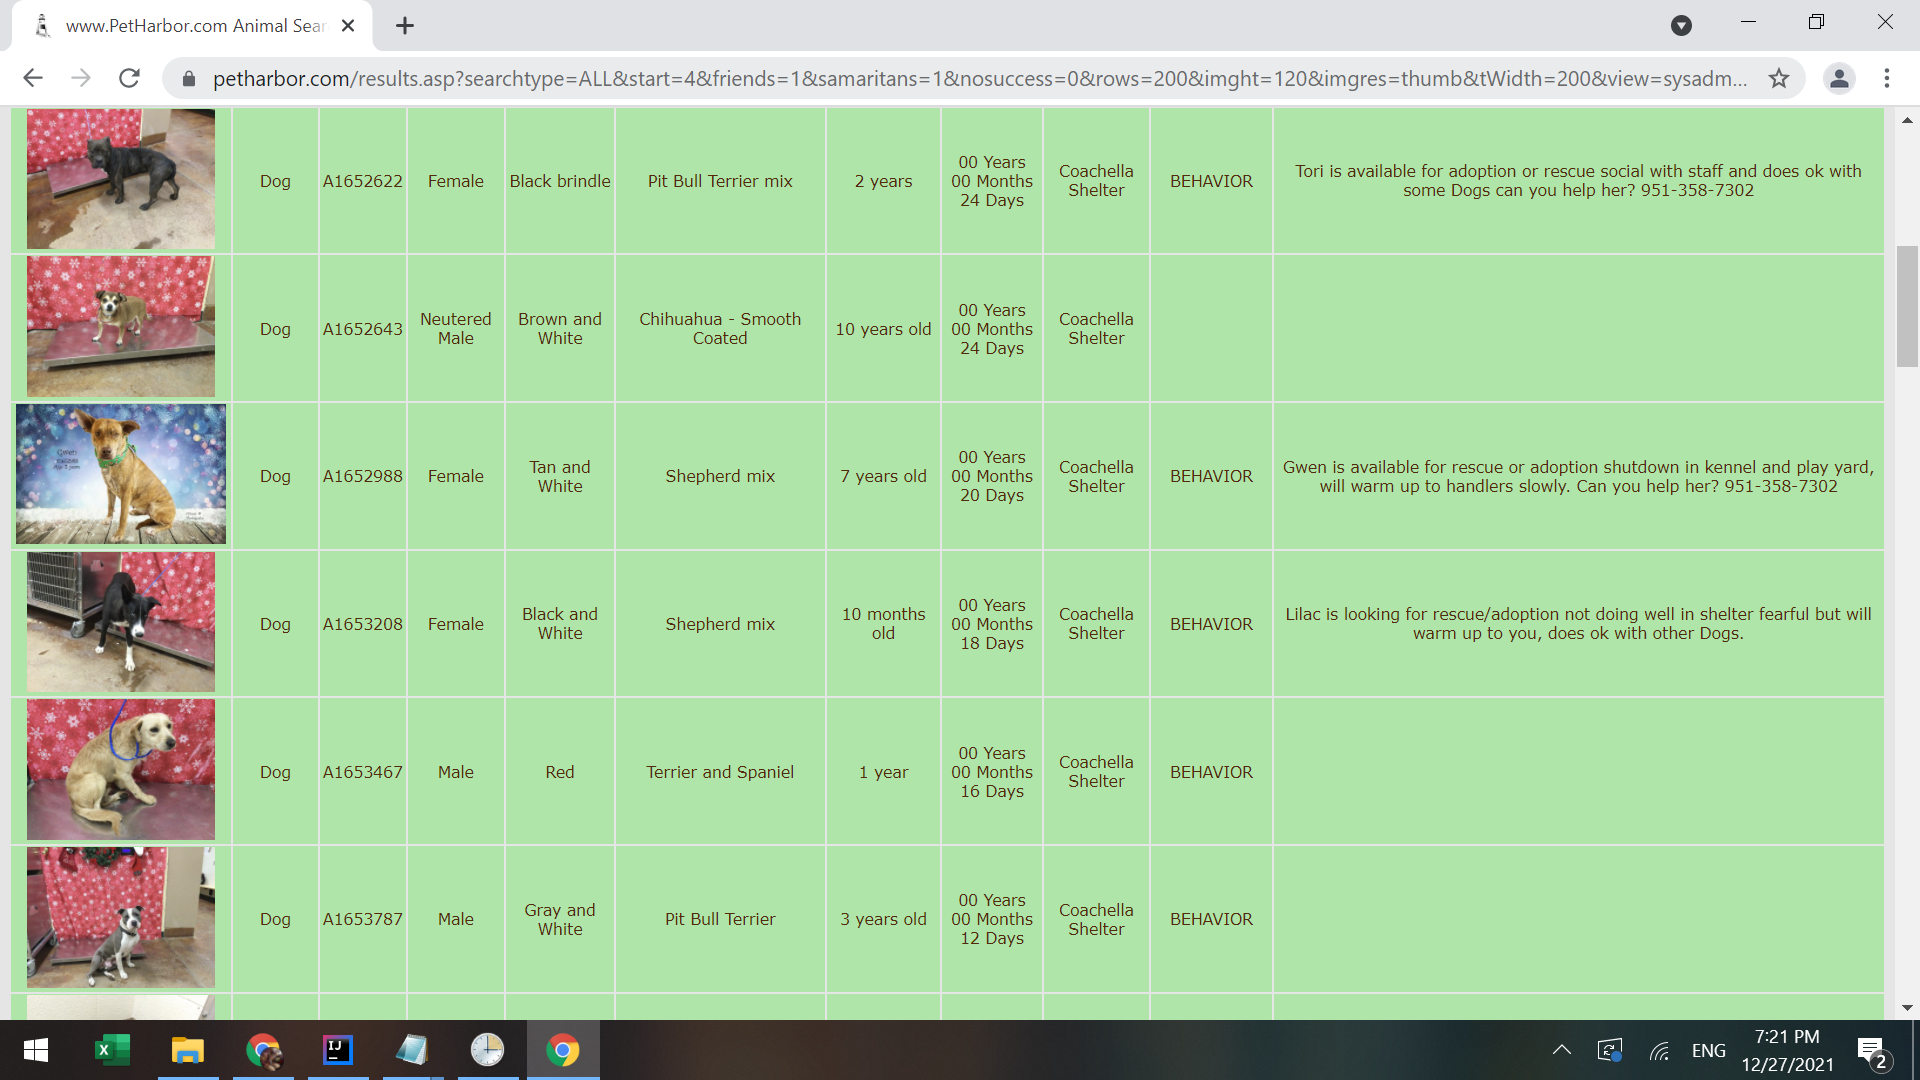 www.PetHarbor.com Animal Sear
petharbor.com/results.asp?searchtype=ALL&start=4&friends=1&samaritans=1&nosuccess=0&rows=200&imght=120&imgres=thumb&tWidth=200&view=sysadm...
Dog
A1652622
Female
Black brindle
Pit Bull Terrier mix
2 years
00 Years
00 Months
24 Days
Coachella
Shelter
BEHAVIOR
Tori is available for adoption or rescue social with staff and does ok with
some Dogs can you help her? 951-358-7302
Dog
A1652643
Neutered
Male
Brown and
White
Chihuahua - Smooth
Coated
10 years old
00 Years
00 Months
24 Days
Coachella
Shelter
Gwen
Dog
A1652988
Female
Tan and
White
Shepherd mix
7 years old
00 Years
00 Months
20 Days
Coachella
Shelter
BEHAVIOR
Gwen is available for rescue or adoption shutdown in kennel and play yard,
will warm up to handlers slowly. Can you help her? 951-358-7302
Dog
A1653208
Female
Black and
White
Shepherd mix
10 months
old
00 Years
00 Months
18 Days
Coachella
Shelter
BEHAVIOR
Lilac is looking for rescue/adoption not doing well in shelter fearful but will
warm up to you, does ok with other Dogs.
Dog
A1653467
Male
Red
Terrier and Spaniel
1 year
00 Years
00 Months
16 Days
Coachella
Shelter
BEHAVIOR
Dog
A1653787
Male
Gray and
White
Pit Bull Terrier
3 years old
00 Years
00 Months
12 Days
Coachella
Shelter
BEHAVIOR
X
IJ
ENG
7:21 PM
12/27/2021
2